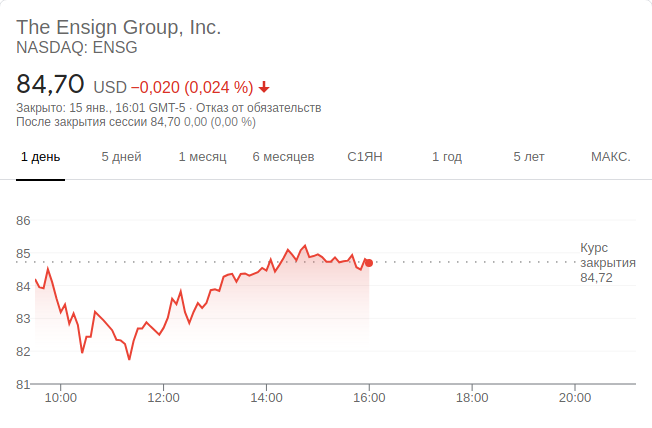 The Ensign Group, Inc.
NASDAQ: ENSG
84,70 USD −0,020 (0,024 %)
Закрыто: 15 янв., 16:01 GMT-5 · Отказ от обязательств
После закрытия сессии 84,70 0,00 (0,00 %)
1 день 5 дней 1 месяц 6 месяцев С1ЯН 1 год 5 лет МАКС.
86
85
84
83
82
81
Курс
закрытия
84,72
10:00 12:00 14:00 16:00 18:00 20:00